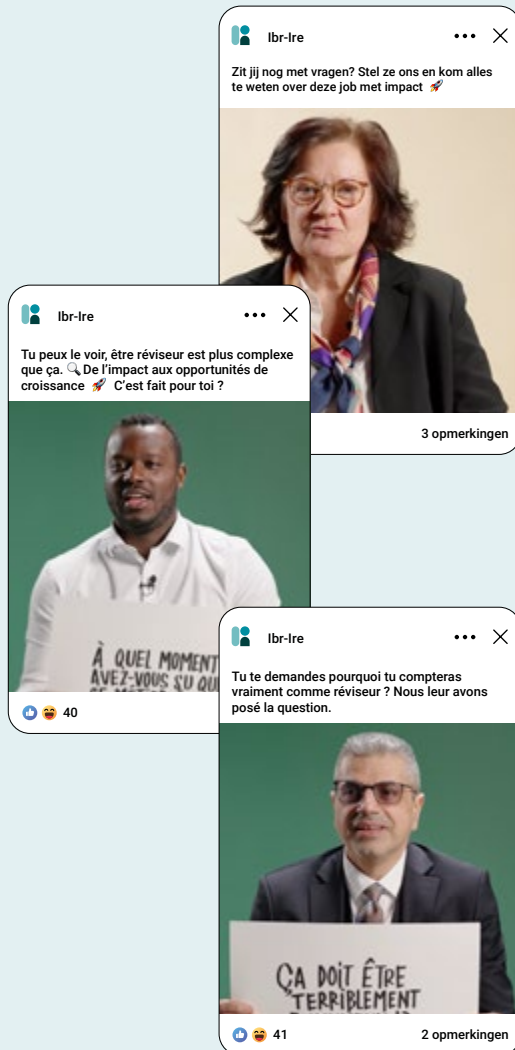 Ibr-Ire
Zit jij nog met vragen? Stel ze ons en kom alles
te weten over deze job met impact 🚀
3 opmerkingen
Ibr-Ire
Tu peux le voir, être réviseur est plus complexe
que ça. 🔍 De l'impact aux opportunités de
croissance 🚀 C'est fait pour toi ?
À QUEL MOMENT
AVEZ-VOUS SU
40
Ibr-Ire
Tu te demandes pourquoi tu compteras
vraiment comme réviseur ? Nous leur avons
posé la question.
ÇA DOIT ÊTRE
TERRIBLEMENT
41
2 opmerkingen